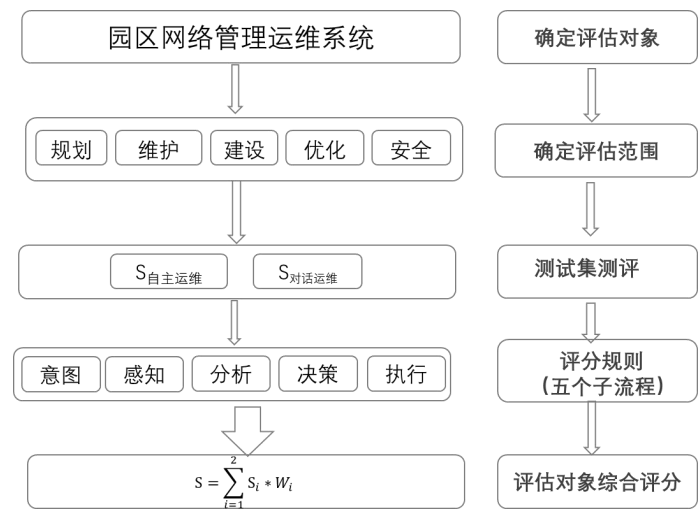 园区网络管理运维系统
确定评估对象
规划 维护 建设 优化 安全
确定评估范围
S自主运维 S对话运维
测试集测评
意图 感知 分析 决策 执行
评分规则
(五个子流程)
S = ∑_{i=1}^{2} S_i * W_i
评估对象综合评分